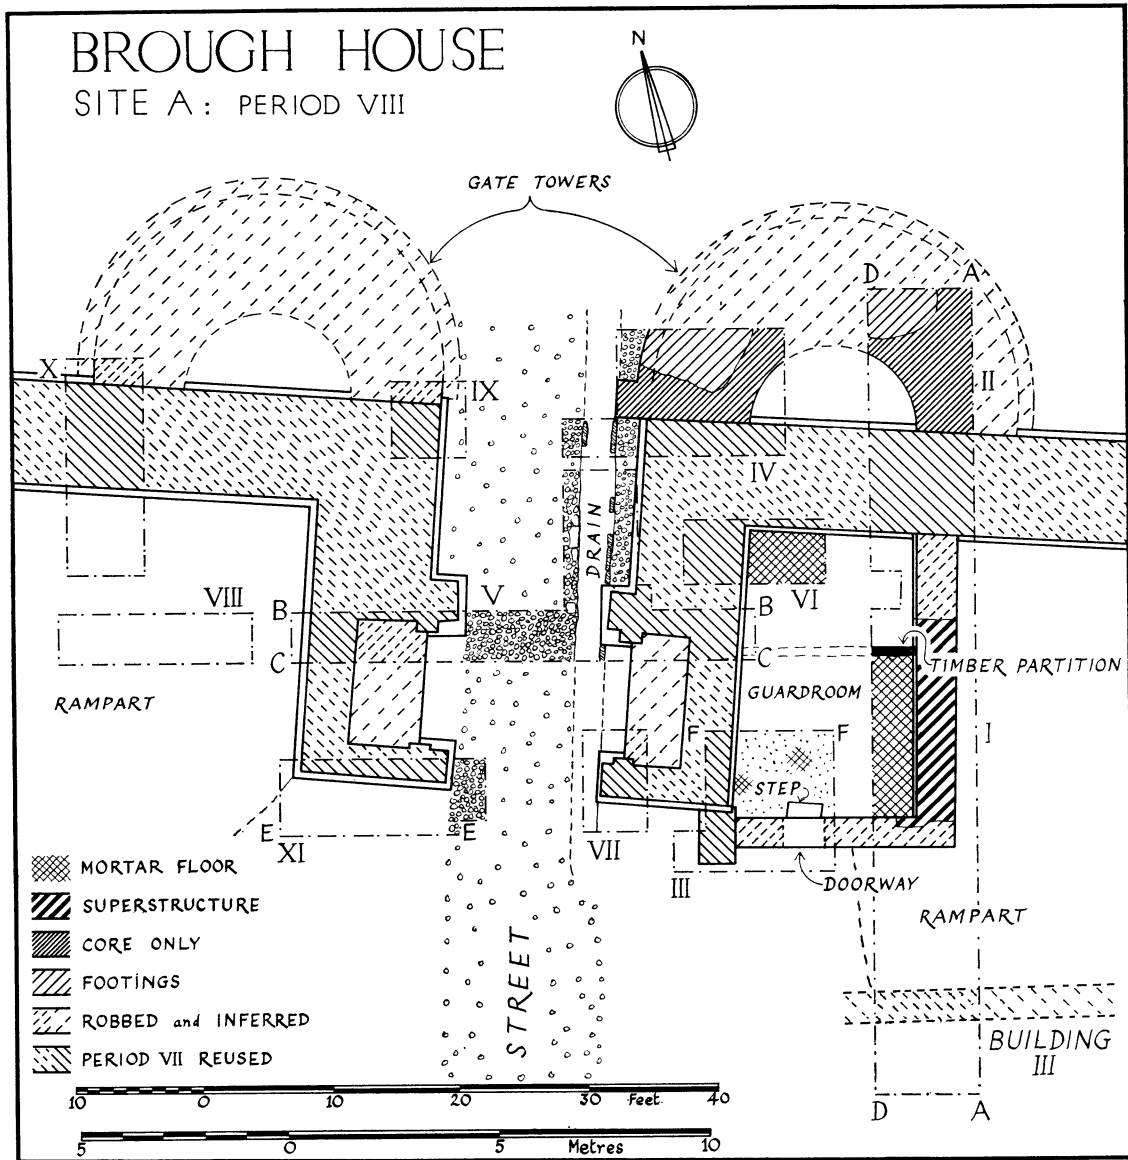 BROUGH HOUSE
SITE A: PERIOD VIII
N
GATE TOWERS
D A
X
IX
II
IV
DRAIN
VIII
B
V
B
VI
C
C
TIMBER PARTITION
RAMPART
GUARDROOM
F F
I
STEP
E E
XI
VII
III
DOORWAY
RAMPART
STREET
BUILDING
III
D A
MORTAR FLOOR
SUPERSTRUCTURE
CORE ONLY
FOOTINGS
ROBBED and INFERRED
PERIOD VII REUSED
10 0 10 20 30 Feet 40
5 0 5 Metres 10